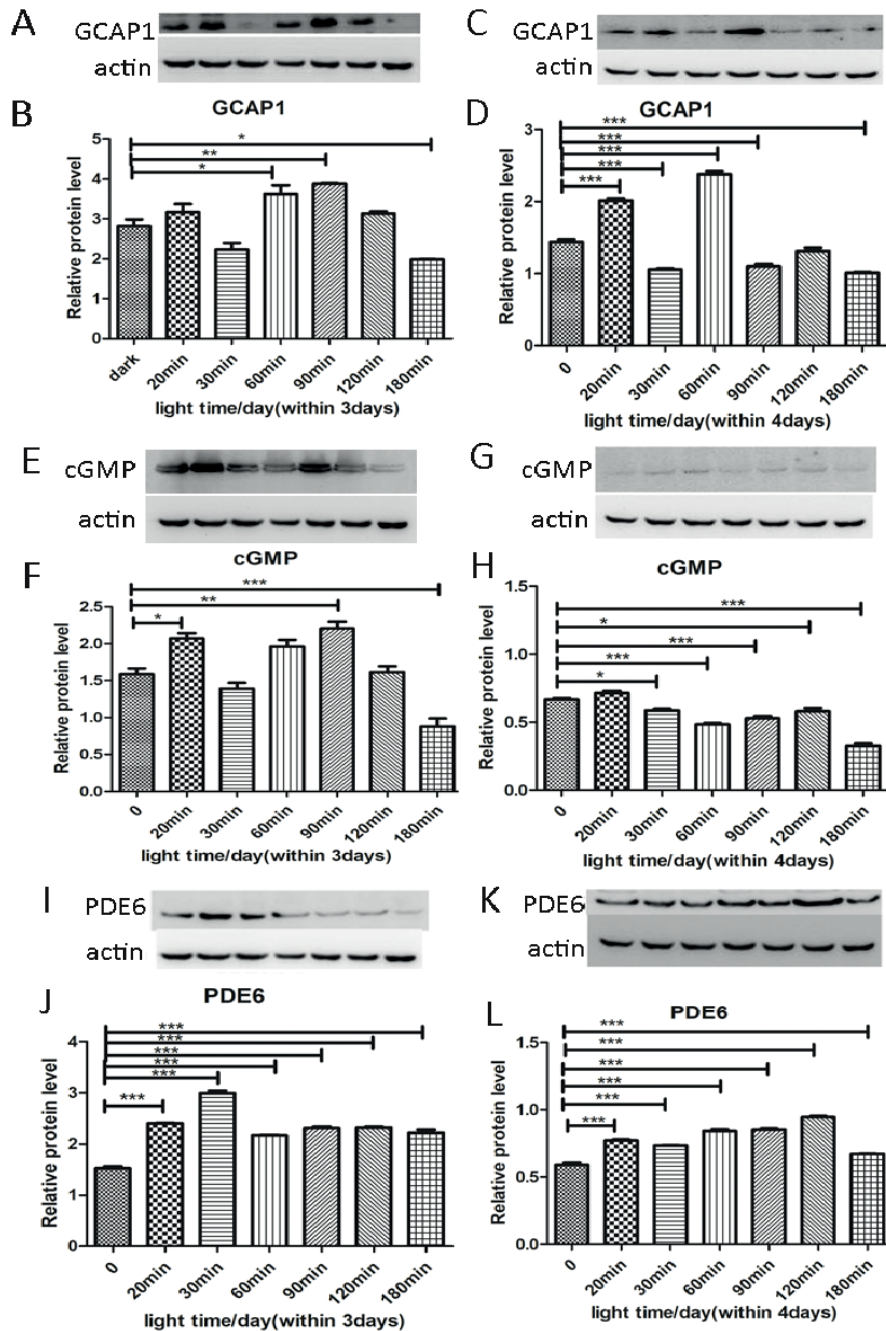 A
GCAP1
actin
C
GCAP1
actin
B
GCAP1
Relative protein level
5
4
3
2
1
0
*
**
*
dark
20min
30min
60min
90min
120min
180min
light time/day(within 3days)
D
GCAP1
Relative protein level
3
2
1
0
***
***
***
***
***
0
20min
30min
60min
90min
120min
180min
light time/day(within 4days)
E
cGMP
actin
G
cGMP
actin
F
cGMP
Relative protein level
2.5
2.0
1.5
1.0
0.5
0.0
***
**
*
0
20min
30min
60min
90min
120min
180min
light time/day(within 3days)
H
cGMP
Relative protein level
1.5
1.0
0.5
0.0
***
*
***
***
*
0
20min
30min
60min
90min
120min
180min
light time/day(within 4days)
I
PDE6
actin
K
PDE6
actin
J
PDE6
Relative protein level
4
3
2
1
0
***
***
***
***
***
***
0
20min
30min
60min
90min
120min
180min
light time/day(within 3days)
L
PDE6
Relative protein level
1.5
1.0
0.5
0.0
***
***
***
***
***
***
0
20min
30min
60min
90min
120min
180min
light time/day(within 4days)